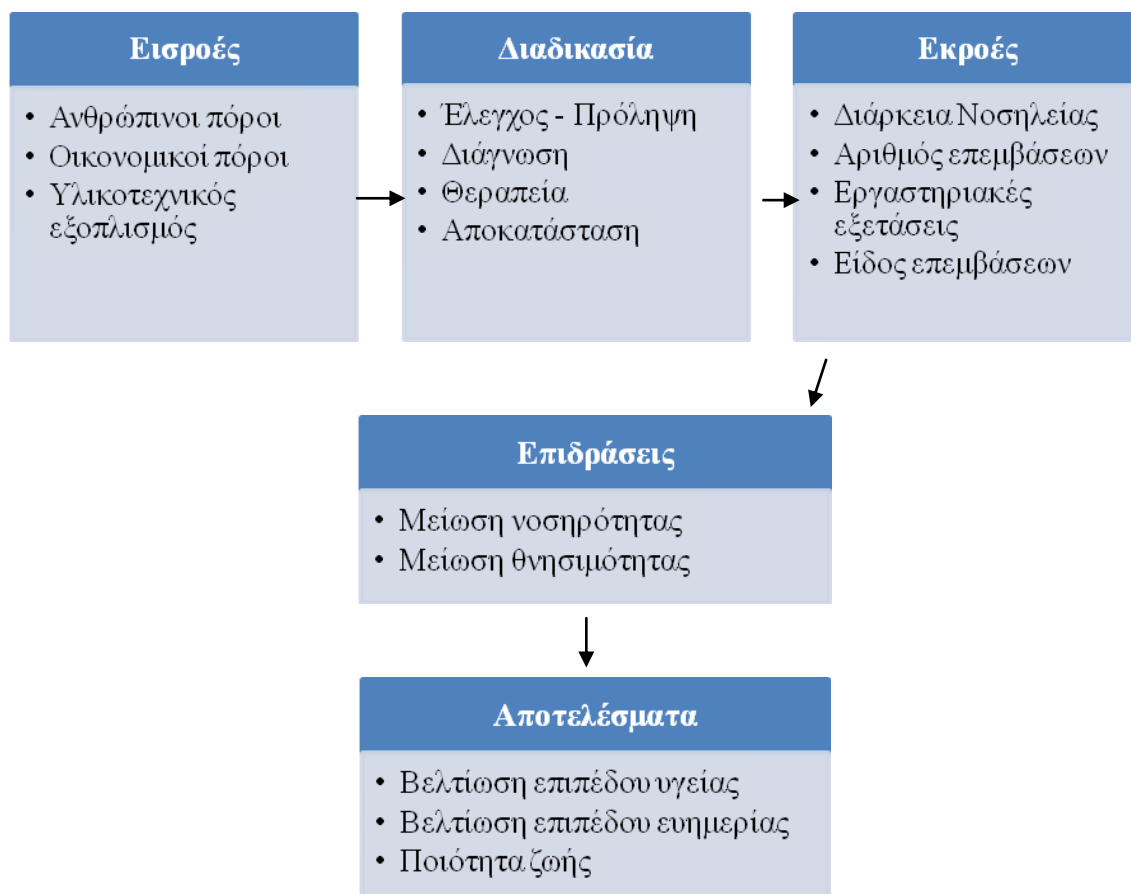 Εισροές
• Ανθρώπινοι πόροι
• Οικονομικοί πόροι
• Υλικοτεχνικός
εξοπλισμός
Διαδικασία
• Έλεγχος - Πρόληψη
• Διάγνωση
• Θεραπεία
• Αποκατάσταση
Εκροές
• Διάρκεια Νοσηλείας
• Αριθμός επεμβάσεων
• Εργαστηριακές
εξετάσεις
• Είδος επεμβάσεων
Επιδράσεις
• Μείωση νοσηρότητας
• Μείωση θνησιμότητας
Αποτελέσματα
• Βελτίωση επιπέδου υγείας
• Βελτίωση επιπέδου ευημερίας
• Ποιότητα ζωής